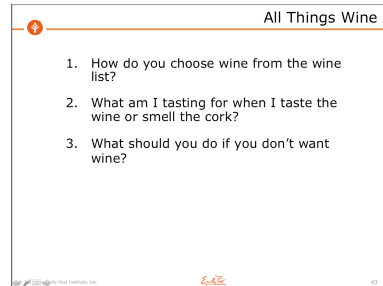 All Things Wine
1. How do you choose wine from the wine
list?
2. What am I tasting for when I taste the
wine or smell the cork?
3. What should you do if you don’t want
wine?
Post Institute, Inc.
43